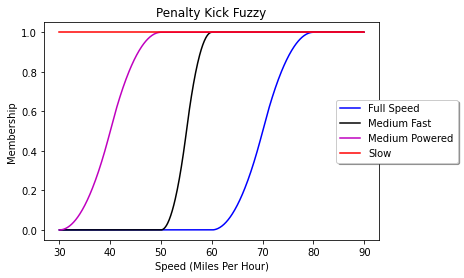 Penalty Kick Fuzzy
1.0
0.8
0.6
0.4
0.2
0.0
Membership
30 40 50 60 70 80 90
Speed (Miles Per Hour)
Full Speed
Medium Fast
Medium Powered
Slow